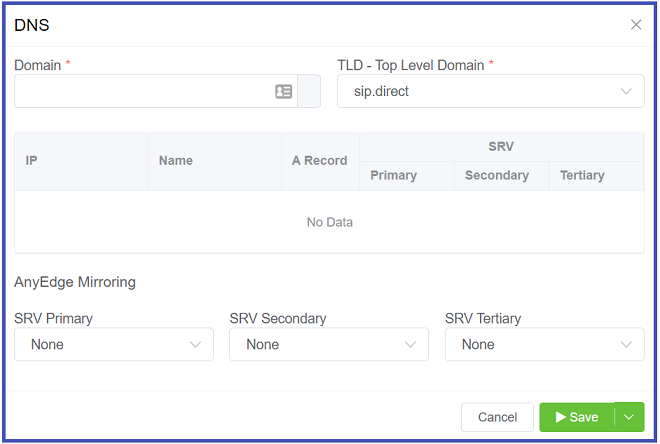 DNS
Domain * TLD - Top Level Domain *
sip.direct
SRV
IP Name A Record
Primary Secondary Tertiary
No Data
AnyEdge Mirroring
SRV Primary SRV Secondary SRV Tertiary
None None None
Cancel Save